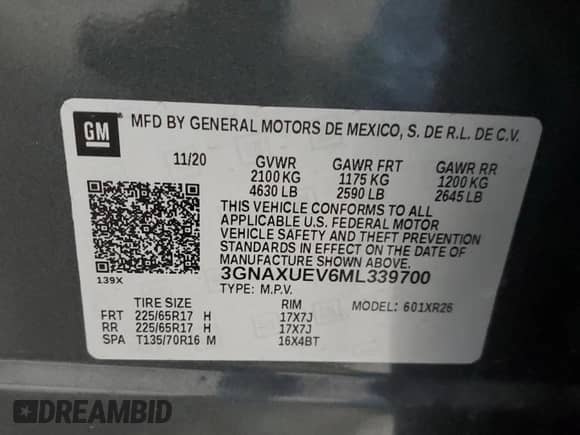 GM
MFD BY GENERAL MOTORS DE MEXICO, S. DE R.L. DE C.V.
11/20 GVWR GAWR FRT GAWR RR
2100 KG 1175 KG 1200 KG
4630 LB 2590 LB 2645 LB
THIS VEHICLE CONFORMS TO ALL
APPLICABLE U.S. FEDERAL MOTOR
VEHICLE SAFETY AND THEFT PREVENTION
STANDARDS IN EFFECT ON THE DATE OF
MANUFACTURE SHOWN ABOVE.
139X 3GNAXUEV6ML339700
TYPE: M.P.V.
TIRE SIZE RIM MODEL: 601XR26
FRT 225/65R17 H 17X7J
RR 225/65R17 H 17X7J
SPA T135/70R16 M 16X4BT
DREAMBID